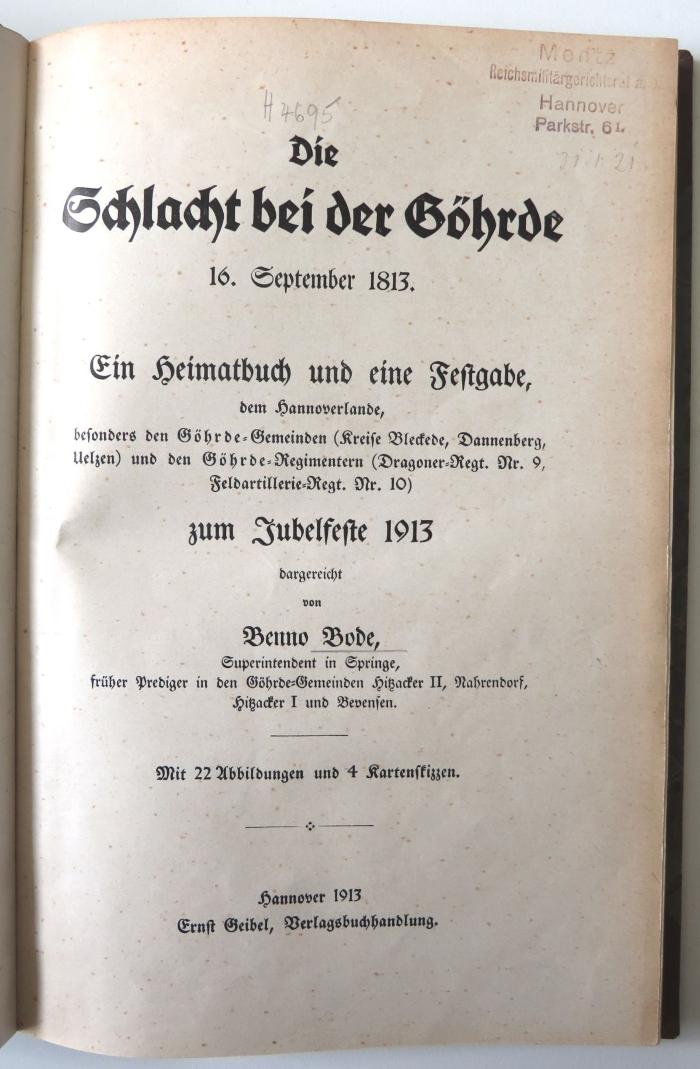 Reichsmilitärgerichtsrat a. D.
Hannover
Parkstr. 6 I.
H 4695
Die
Schlacht bei der Göhrde
16. September 1813.
Ein Heimatbuch und eine Festgabe,
dem Hannoverlande,
besonders den Göhrde-Gemeinden (Kreise Bleckede, Dannenberg,
Uelzen) und den Göhrde-Regimentern (Dragoner-Regt. Nr. 9,
Feldartillerie-Regt. Nr. 10)
zum Jubelfeste 1913
dargereicht
von
Benno Bode,
Superintendent in Springe,
früher Prediger in den Göhrde-Gemeinden Hitzacker II, Nahrendorf,
Hitzacker I und Bevensen.
Mit 22 Abbildungen und 4 Kartenskizzen.
Hannover 1913
Ernst Geibel, Verlagsbuchhandlung.